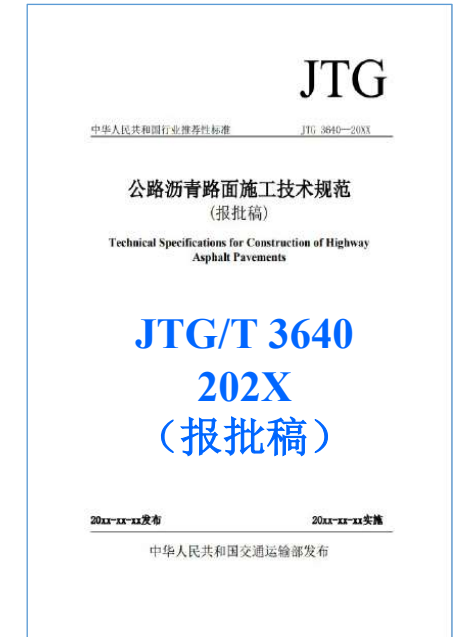 JTG
中华人民共和国行业推荐性标准 JTG 3640—20XX
公路沥青路面施工技术规范
(报批稿)
Technical Specifications for Construction of Highway
Asphalt Pavements
JTG/T 3640
202X
（报批稿）
20xx-xx-xx发布 20xx-xx-xx实施
中华人民共和国交通运输部发布